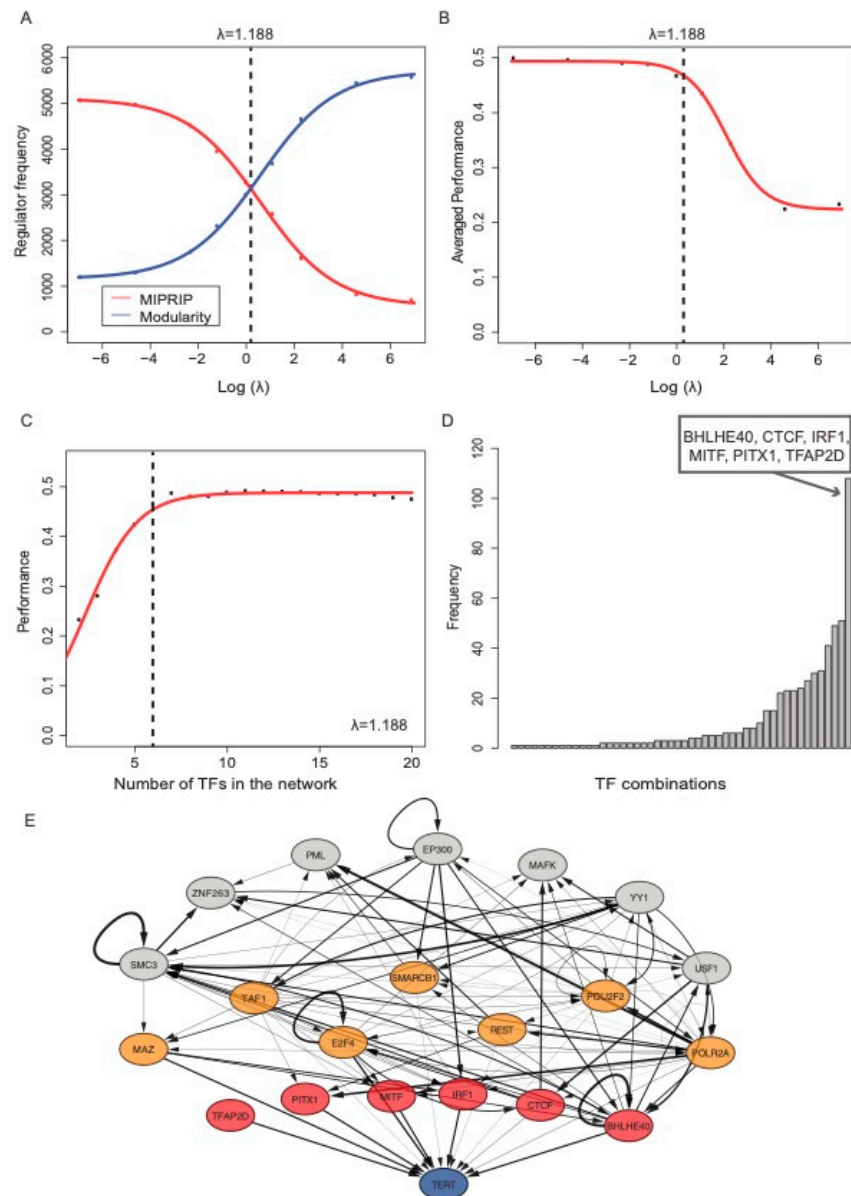 A
λ=1.188
Regulator frequency
0
1000
2000
3000
4000
5000
6000
MIPRIP
Modularity
−6
−4
−2
0
2
4
6
Log (λ)
B
λ=1.188
Averaged Performance
0.0
0.1
0.2
0.3
0.4
0.5
−6
−4
−2
0
2
4
6
Log (λ)
C
Performance
0.0
0.1
0.2
0.3
0.4
0.5
λ=1.188
5
10
15
20
Number of TFs in the network
D
BHLHE40, CTCF, IRF1,
MITF, PITX1, TFAP2D
Frequency
0
20
40
60
80
100
120
TF combinations
E
EP300
PML
MAFK
ZNF263
YY1
SMC3
USF1
SMARCB1
TAF1
POU2F2
REST
E2F4
MAZ
POLR2A
PITX1
MITF
IRF1
CTCF
TFAP2D
BHLHE40
TERT